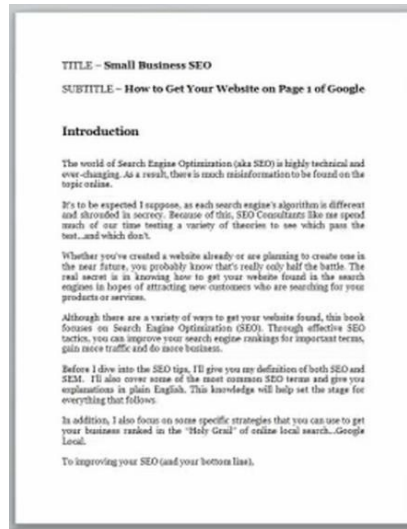 TITLE – Small Business SEO
SUBTITLE – How to Get Your Website on Page 1 of Google
Introduction
The world of Search Engine Optimization (aka SEO) is highly technical and
ever-changing. As a result, there is much misinformation to be found on the
topic online.
It's to be expected I suppose, as each search engine's algorithm is different
and shrouded in secrecy. Because of this, SEO Consultants like me spend
much of our time testing a variety of theories to see which pass the
test...and which don't.
Whether you've created a website already or are planning to create one in
the near future, you probably know that's really only half the battle. The
real secret is in knowing how to get your website found in the search
engines in hopes of attracting new customers who are searching for your
products or services.
Although there are a variety of ways to get your website found, this book
focuses on Search Engine Optimization (SEO). Through effective SEO
tactics, you can improve your search engine rankings for important terms,
gain more traffic and do more business.
Before I dive into the SEO tips, I'll give you my definition of both SEO and
SEM. I'll also cover some of the most common SEO terms and give you
explanations in plain English. This knowledge will help set the stage for
everything that follows.
In addition, I also focus on some specific strategies that you can use to get
your business ranked in the "Holy Grail" of online local search...Google
Local.
To improving your SEO (and your bottom line),